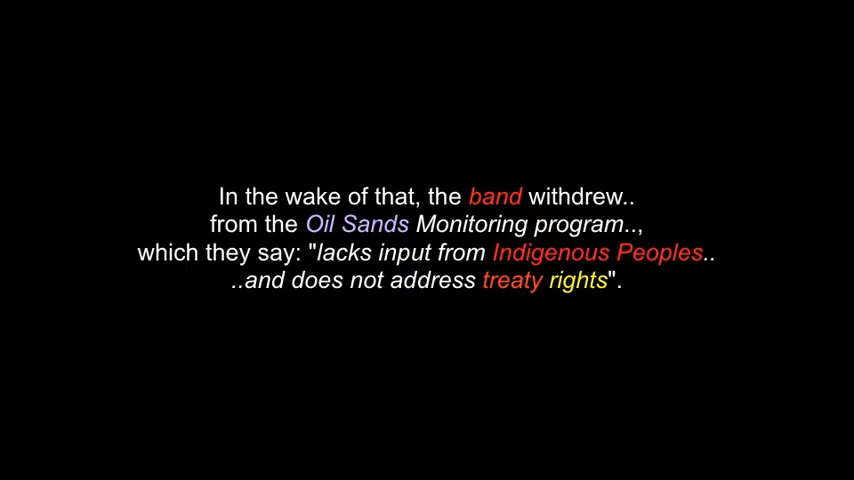 In the wake of that, the band withdrew..
from the Oil Sands Monitoring program..,
which they say: "lacks input from Indigenous Peoples..
..and does not address treaty rights".